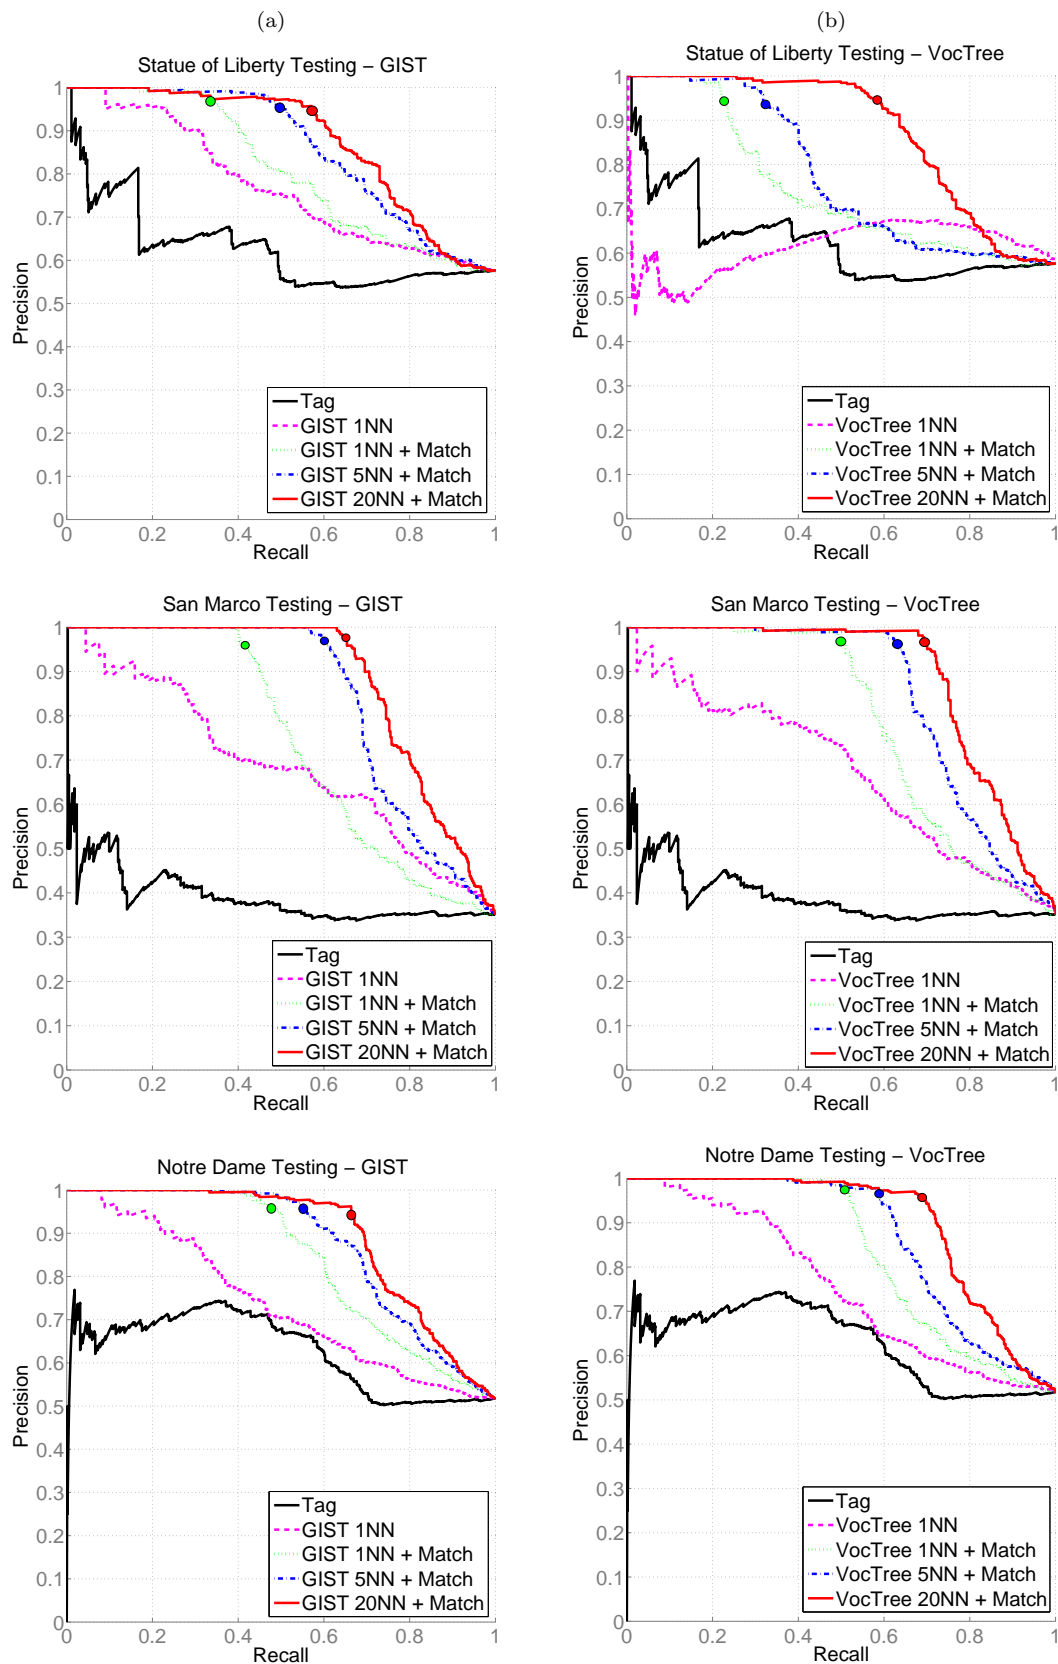 (a)
(b)
Statue of Liberty Testing – GIST
1
0.9
0.8
0.7
0.6
0.5
0.4
0.3
0.2
0.1
0
Precision
Tag
GIST 1NN
GIST 1NN + Match
GIST 5NN + Match
GIST 20NN + Match
0 0.2 0.4 0.6 0.8 1
Recall
Statue of Liberty Testing – VocTree
1
0.9
0.8
0.7
0.6
0.5
0.4
0.3
0.2
0.1
0
Precision
Tag
VocTree 1NN
VocTree 1NN + Match
VocTree 5NN + Match
VocTree 20NN + Match
0 0.2 0.4 0.6 0.8 1
Recall
San Marco Testing – GIST
1
0.9
0.8
0.7
0.6
0.5
0.4
0.3
0.2
0.1
0
Precision
Tag
GIST 1NN
GIST 1NN + Match
GIST 5NN + Match
GIST 20NN + Match
0 0.2 0.4 0.6 0.8 1
Recall
San Marco Testing – VocTree
1
0.9
0.8
0.7
0.6
0.5
0.4
0.3
0.2
0.1
0
Precision
Tag
VocTree 1NN
VocTree 1NN + Match
VocTree 5NN + Match
VocTree 20NN + Match
0 0.2 0.4 0.6 0.8 1
Recall
Notre Dame Testing – GIST
1
0.9
0.8
0.7
0.6
0.5
0.4
0.3
0.2
0.1
0
Precision
Tag
GIST 1NN
GIST 1NN + Match
GIST 5NN + Match
GIST 20NN + Match
0 0.2 0.4 0.6 0.8 1
Recall
Notre Dame Testing – VocTree
1
0.9
0.8
0.7
0.6
0.5
0.4
0.3
0.2
0.1
0
Precision
Tag
VocTree 1NN
VocTree 1NN + Match
VocTree 5NN + Match
VocTree 20NN + Match
0 0.2 0.4 0.6 0.8 1
Recall